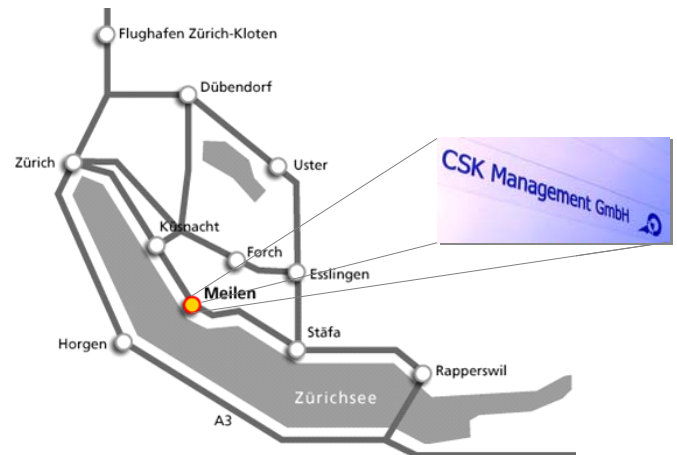 Flughafen Zürich-Kloten
Dübendorf
Zürich
Uster
CSK Management GmbH
Küsnacht
Forch
Esslingen
Meilen
Horgen
Stäfa
Rapperswil
Zürichsee
A3